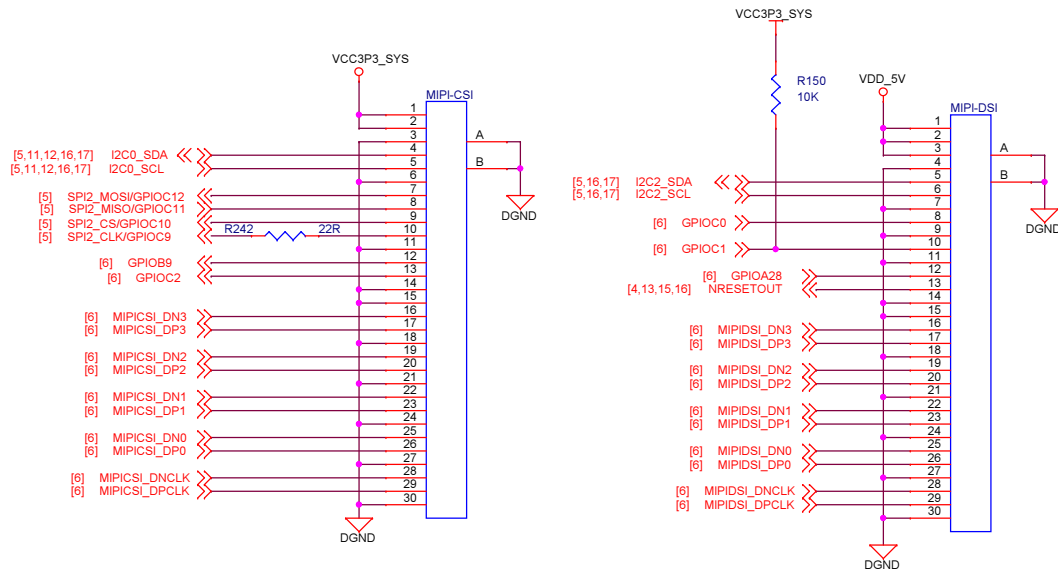 VCC3P3_SYS
MIPI-CSI
1
2
3
4
5
6
7
8
9
10
11
12
13
14
15
16
17
18
19
20
21
22
23
24
25
26
27
28
29
30
A
B
DGND
[5,11,12,16,17] I2C0_SDA
[5,11,12,16,17] I2C0_SCL
[5] SPI2_MOSI/GPIOC12
[5] SPI2_MISO/GPIOC11
[5] SPI2_CS/GPIOC10
[5] SPI2_CLK/GPIOC9
R242 22R
[6] GPIOB9
[6] GPIOC2
[6] MIPICSI_DN3
[6] MIPICSI_DP3
[6] MIPICSI_DN2
[6] MIPICSI_DP2
[6] MIPICSI_DN1
[6] MIPICSI_DP1
[6] MIPICSI_DN0
[6] MIPICSI_DP0
[6] MIPICSI_DNCLK
[6] MIPICSI_DPCLK
DGND
VCC3P3_SYS
R150
10K
VDD_5V
MIPI-DSI
1
2
3
4
5
6
7
8
9
10
11
12
13
14
15
16
17
18
19
20
21
22
23
24
25
26
27
28
29
30
A
B
DGND
[5,16,17] I2C2_SDA
[5,16,17] I2C2_SCL
[6] GPIOC0
[6] GPIOC1
[6] GPIOA28
[4,13,15,16] NRESETOUT
[6] MIPIDSI_DN3
[6] MIPIDSI_DP3
[6] MIPIDSI_DN2
[6] MIPIDSI_DP2
[6] MIPIDSI_DN1
[6] MIPIDSI_DP1
[6] MIPIDSI_DN0
[6] MIPIDSI_DP0
[6] MIPIDSI_DNCLK
[6] MIPIDSI_DPCLK
DGND